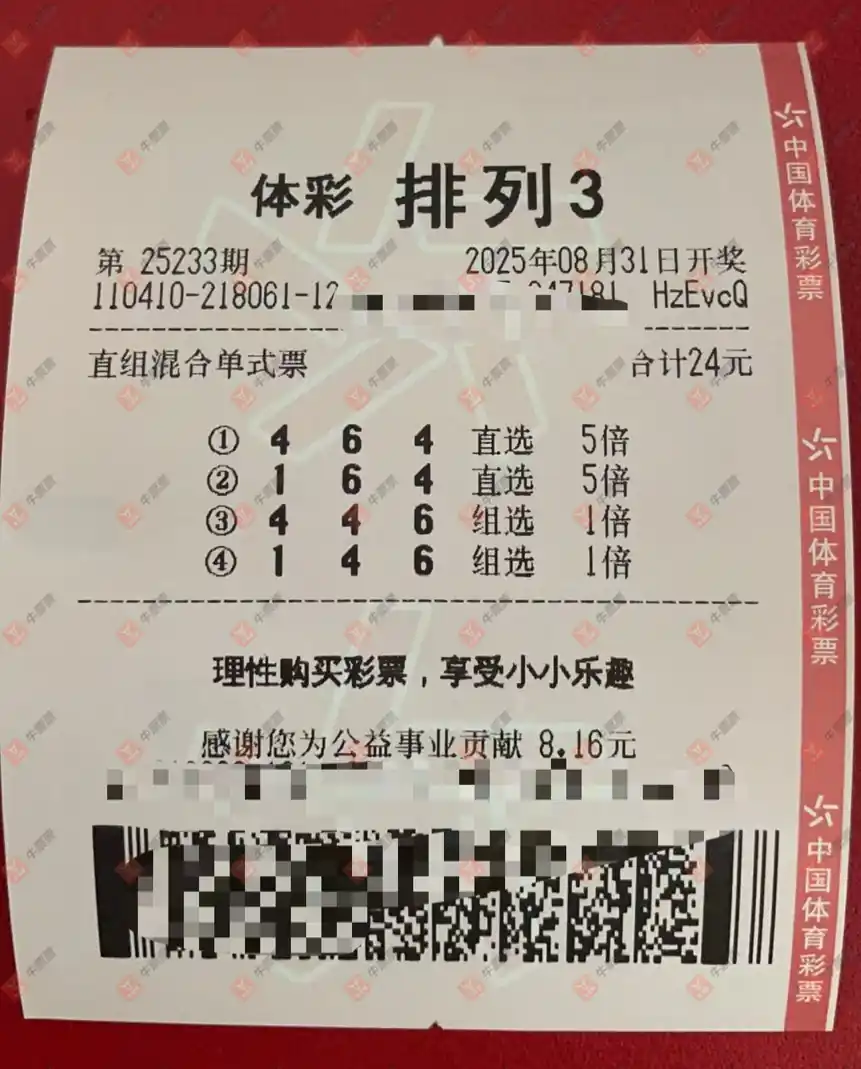 体彩 排列3
第 25233期 2025年08月31日开奖
110410-218061-12 247181 HzEvcQ
直组混合单式票 合计24元
① 4 6 4 直选 5倍
② 1 6 4 直选 5倍
③ 4 4 6 组选 1倍
④ 1 4 6 组选 1倍
理性购买彩票，享受小小乐趣
感谢您为公益事业贡献 8.16元
中国体育彩票
中国体育彩票
中国体育彩票